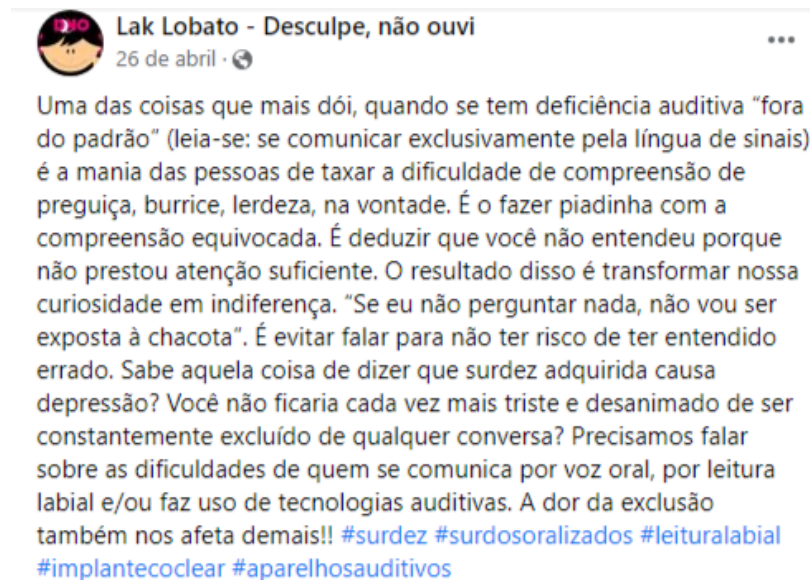 Lak Lobato - Desculpe, não ouvi
26 de abril ·
Uma das coisas que mais dói, quando se tem deficiência auditiva “fora
do padrão” (leia-se: se comunicar exclusivamente pela língua de sinais)
é a mania das pessoas de taxar a dificuldade de compreensão de
preguiça, burrice, lerdeza, na vontade. É o fazer piadinha com a
compreensão equivocada. É deduzir que você não entendeu porque
não prestou atenção suficiente. O resultado disso é transformar nossa
curiosidade em indiferença. “Se eu não perguntar nada, não vou ser
exposta à chacota”. É evitar falar para não ter risco de ter entendido
errado. Sabe aquela coisa de dizer que surdez adquirida causa
depressão? Você não ficaria cada vez mais triste e desanimado de ser
constantemente excluído de qualquer conversa? Precisamos falar
sobre as dificuldades de quem se comunica por voz oral, por leitura
labial e/ou faz uso de tecnologias auditivas. A dor da exclusão
também nos afeta demais!! #surdez #surdosoralizados #leituralabial
#implantecoclear #aparelhosauditivos